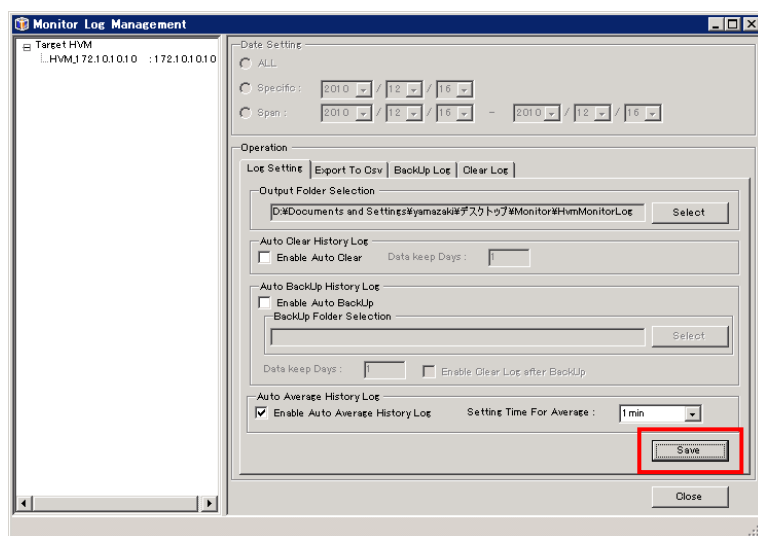 Monitor Log Management
Target HVM
HVM_172.10.10.10 : 172.10.10.10
Date Setting
ALL
Specific : 2010 / 12 / 16
Span : 2010 / 12 / 16 - 2010 / 12 / 16
Operation
Log Setting Export To Csv BackUp Log Clear Log
Output Folder Selection
D:¥Documents and Settings¥yamazaki¥デスクトップ¥Monitor¥HvmMonitorLog Select
Auto Clear History Log
Enable Auto Clear Data keep Days : 1
Auto BackUp History Log
Enable Auto BackUp
BackUp Folder Selection
Select
Data keep Days : 1 Enable Clear Log after BackUp
Auto Average History Log
Enable Auto Average History Log Setting Time For Average : 1 min
Save
Close